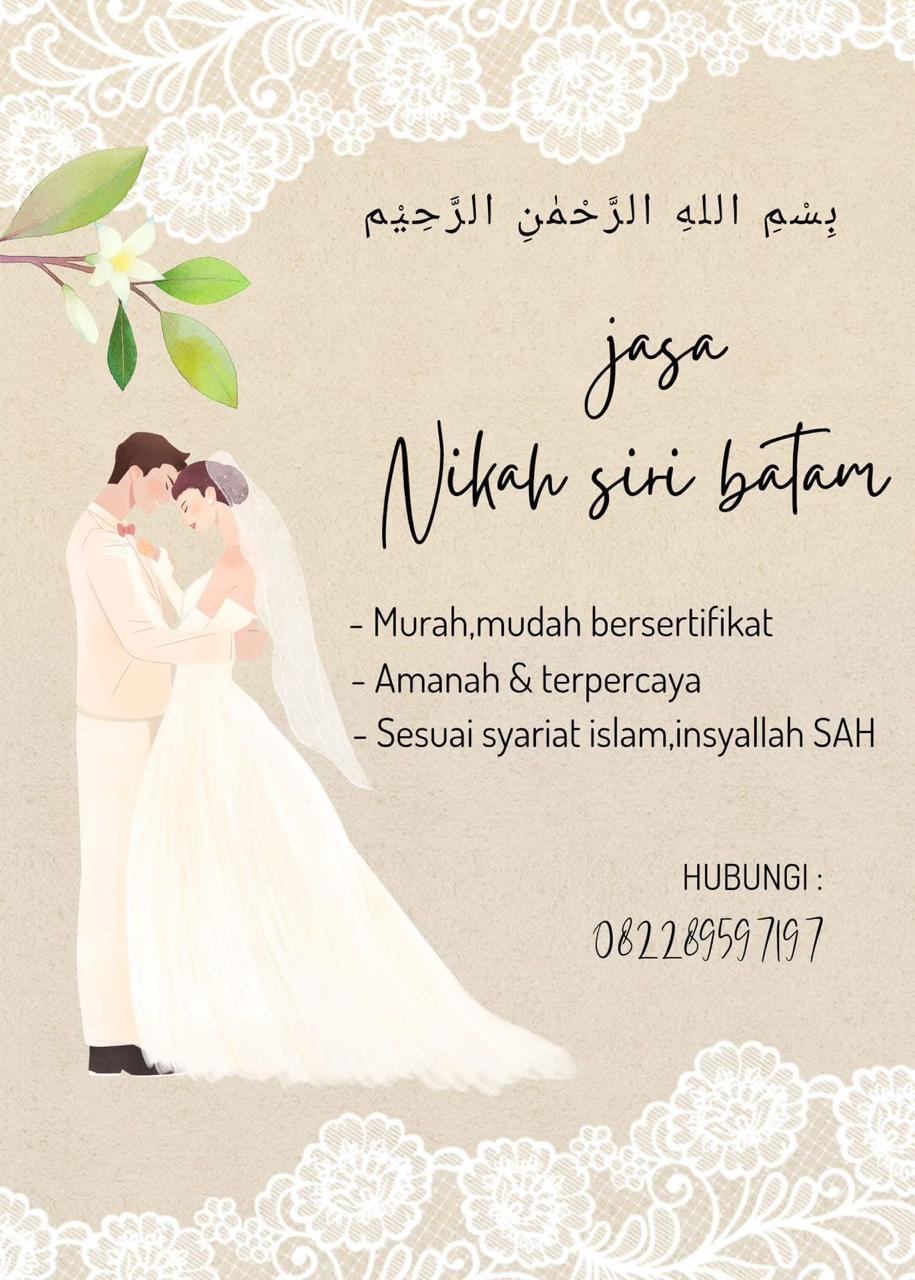 بِسْمِ اللهِ الرَّحْمٰنِ الرَّحِيْمِ
jasa
Nikah siri batam
- Murah,mudah bersertifikat
- Amanah & terpercaya
- Sesuai syariat islam,insyallah SAH
HUBUNGI :
082289597197